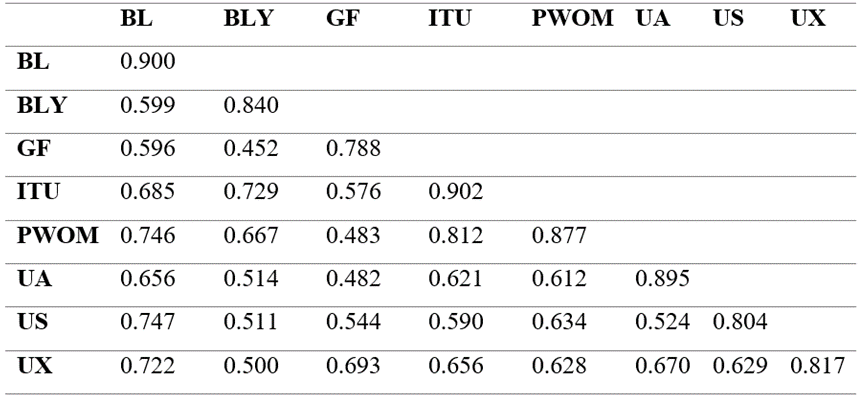 BL BLY GF ITU PWOM UA US UX
BL 0.900
BLY 0.599 0.840
GF 0.596 0.452 0.788
ITU 0.685 0.729 0.576 0.902
PWOM 0.746 0.667 0.483 0.812 0.877
UA 0.656 0.514 0.482 0.621 0.612 0.895
US 0.747 0.511 0.544 0.590 0.634 0.524 0.804
UX 0.722 0.500 0.693 0.656 0.628 0.670 0.629 0.817